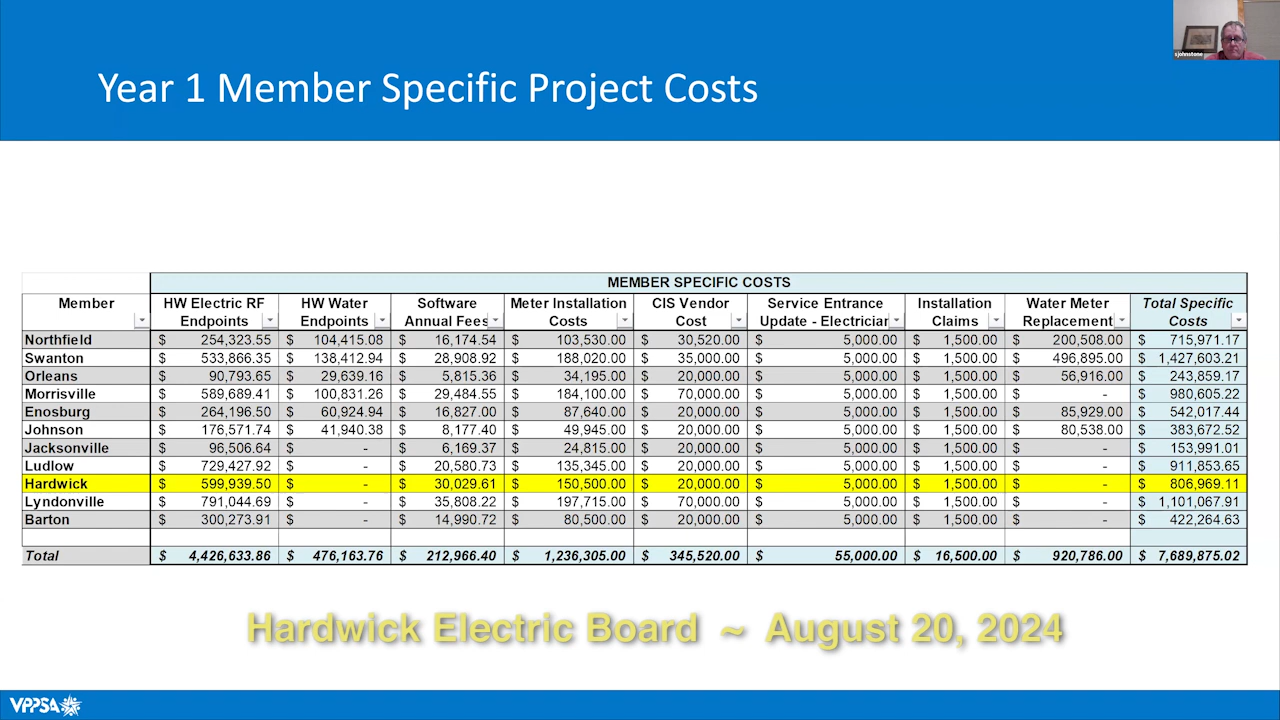 sjohnstone
Year 1 Member Specific Project Costs
MEMBER SPECIFIC COSTS
Member HW Electric RF Endpoints HW Water Endpoints Software Annual Fees Meter Installation Costs CIS Vendor Cost Service Entrance Update - Electrician Installation Claims Water Meter Replacement Total Specific Costs
Northfield $ 254,323.55 $ 104,415.08 $ 16,174.54 $ 103,530.00 $ 30,520.00 $ 5,000.00 $ 1,500.00 $ 200,508.00 $ 715,971.17
Swanton $ 533,866.35 $ 138,412.94 $ 28,908.92 $ 188,020.00 $ 35,000.00 $ 5,000.00 $ 1,500.00 $ 496,895.00 $ 1,427,603.21
Orleans $ 90,793.65 $ 29,639.16 $ 5,815.36 $ 34,195.00 $ 20,000.00 $ 5,000.00 $ 1,500.00 $ 56,916.00 $ 243,859.17
Morrisville $ 589,689.41 $ 100,831.26 $ 29,484.55 $ 184,100.00 $ 70,000.00 $ 5,000.00 $ 1,500.00 $ - $ 980,605.22
Enosburg $ 264,196.50 $ 60,924.94 $ 16,827.00 $ 87,640.00 $ 20,000.00 $ 5,000.00 $ 1,500.00 $ 85,929.00 $ 542,017.44
Johnson $ 176,571.74 $ 41,940.38 $ 8,177.40 $ 49,945.00 $ 20,000.00 $ 5,000.00 $ 1,500.00 $ 80,538.00 $ 383,672.52
Jacksonville $ 96,506.64 $ - $ 6,169.37 $ 24,815.00 $ 20,000.00 $ 5,000.00 $ 1,500.00 $ - $ 153,991.01
Ludlow $ 729,427.92 $ - $ 20,580.73 $ 135,345.00 $ 20,000.00 $ 5,000.00 $ 1,500.00 $ - $ 911,853.65
Hardwick $ 599,939.50 $ - $ 30,029.61 $ 150,500.00 $ 20,000.00 $ 5,000.00 $ 1,500.00 $ - $ 806,969.11
Lyndonville $ 791,044.69 $ - $ 35,808.22 $ 197,715.00 $ 70,000.00 $ 5,000.00 $ 1,500.00 $ - $ 1,101,067.91
Barton $ 300,273.91 $ - $ 14,990.72 $ 80,500.00 $ 20,000.00 $ 5,000.00 $ 1,500.00 $ - $ 422,264.63
Total $ 4,426,633.86 $ 476,163.76 $ 212,966.40 $ 1,236,305.00 $ 345,520.00 $ 55,000.00 $ 16,500.00 $ 920,786.00 $ 7,689,875.02
Hardwick Electric Board ~ August 20, 2024
VPPSA